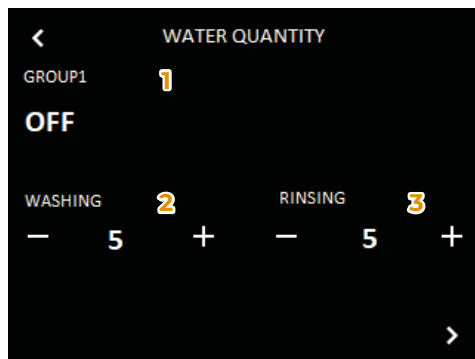 WATER QUANTITY
GROUP1 1
OFF
WASHING 2 RINSING 3
− 5 + − 5 +